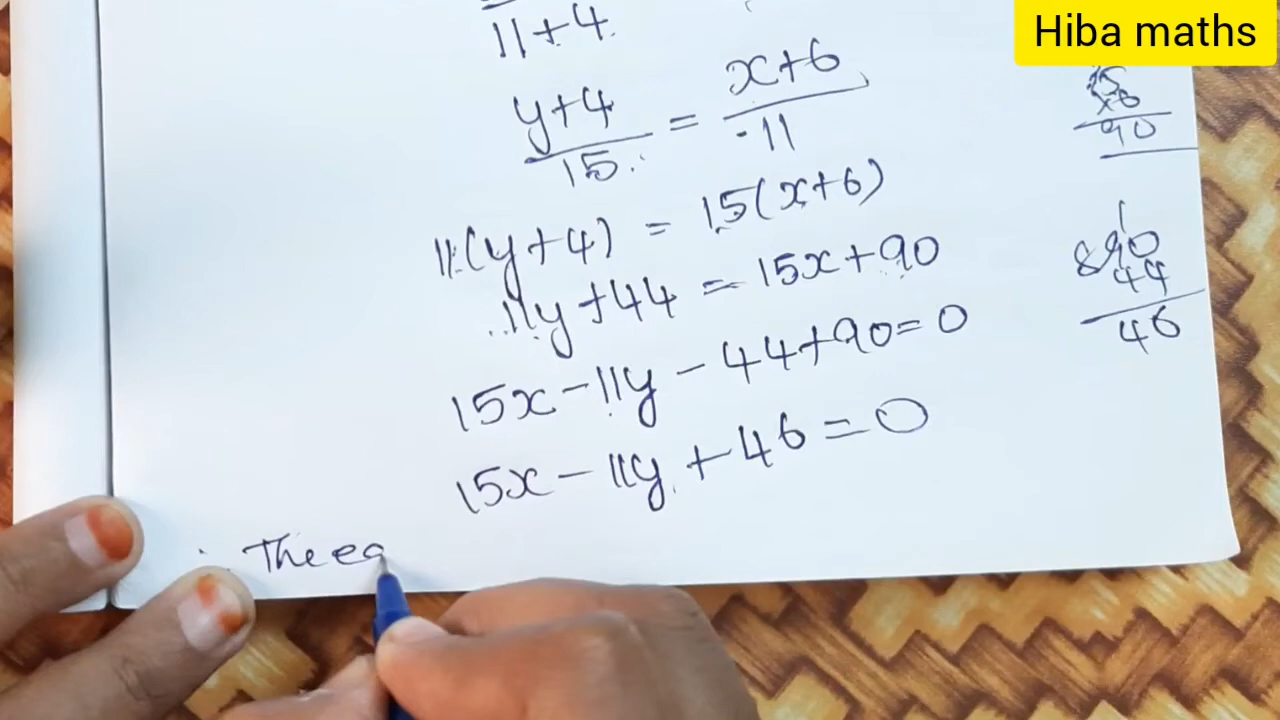 Hiba maths
11+4
y+4/15 = x+6/-11
11(y+4) = 15(x+6)
11y+44 = 15x+90
15x-11y-44+90=0
15x-11y+46=0
∴ The eq
15
x6
90
890
44
46